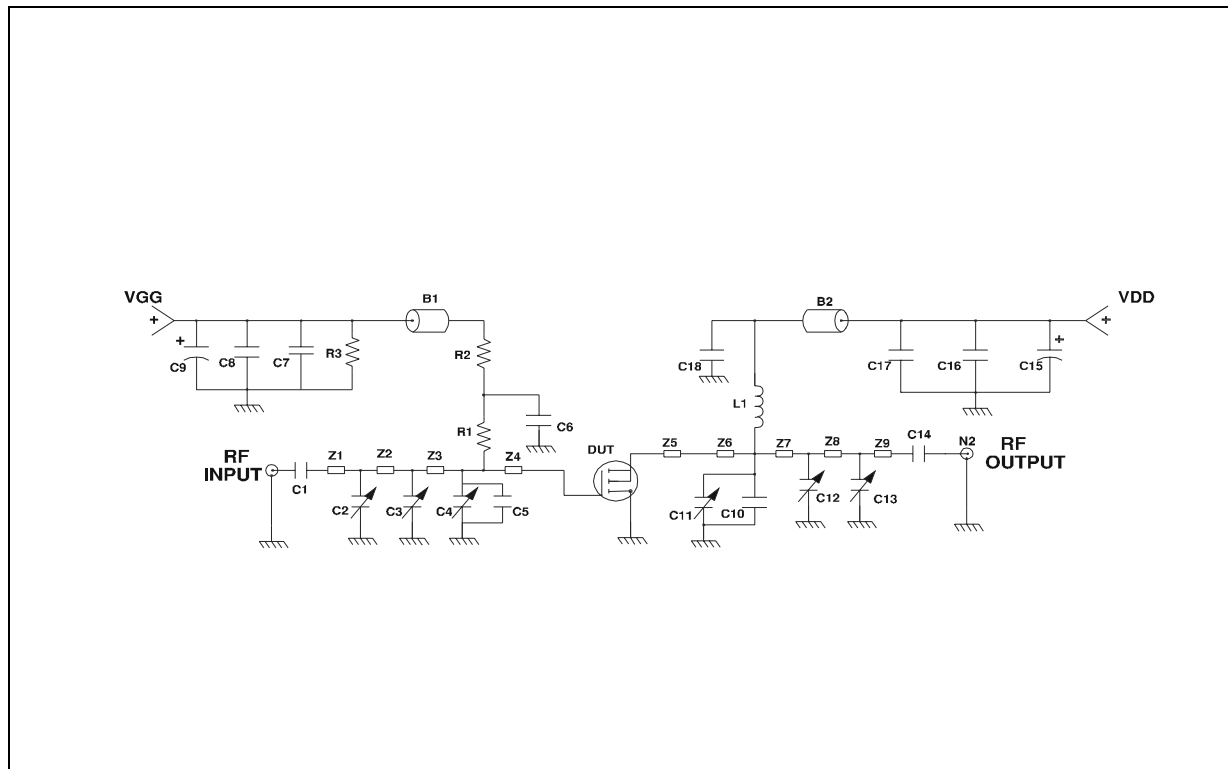 VGG
+
B1
B2
VDD
+
+
C9
C8
C7
R3
R2
C18
C17
C16
+
C15
L1
R1
C6
RF
INPUT
C1
Z1
Z2
Z3
Z4
DUT
Z5
Z6
Z7
Z8
Z9
C14
N2
RF
OUTPUT
C2
C3
C4
C5
C11
C10
C12
C13